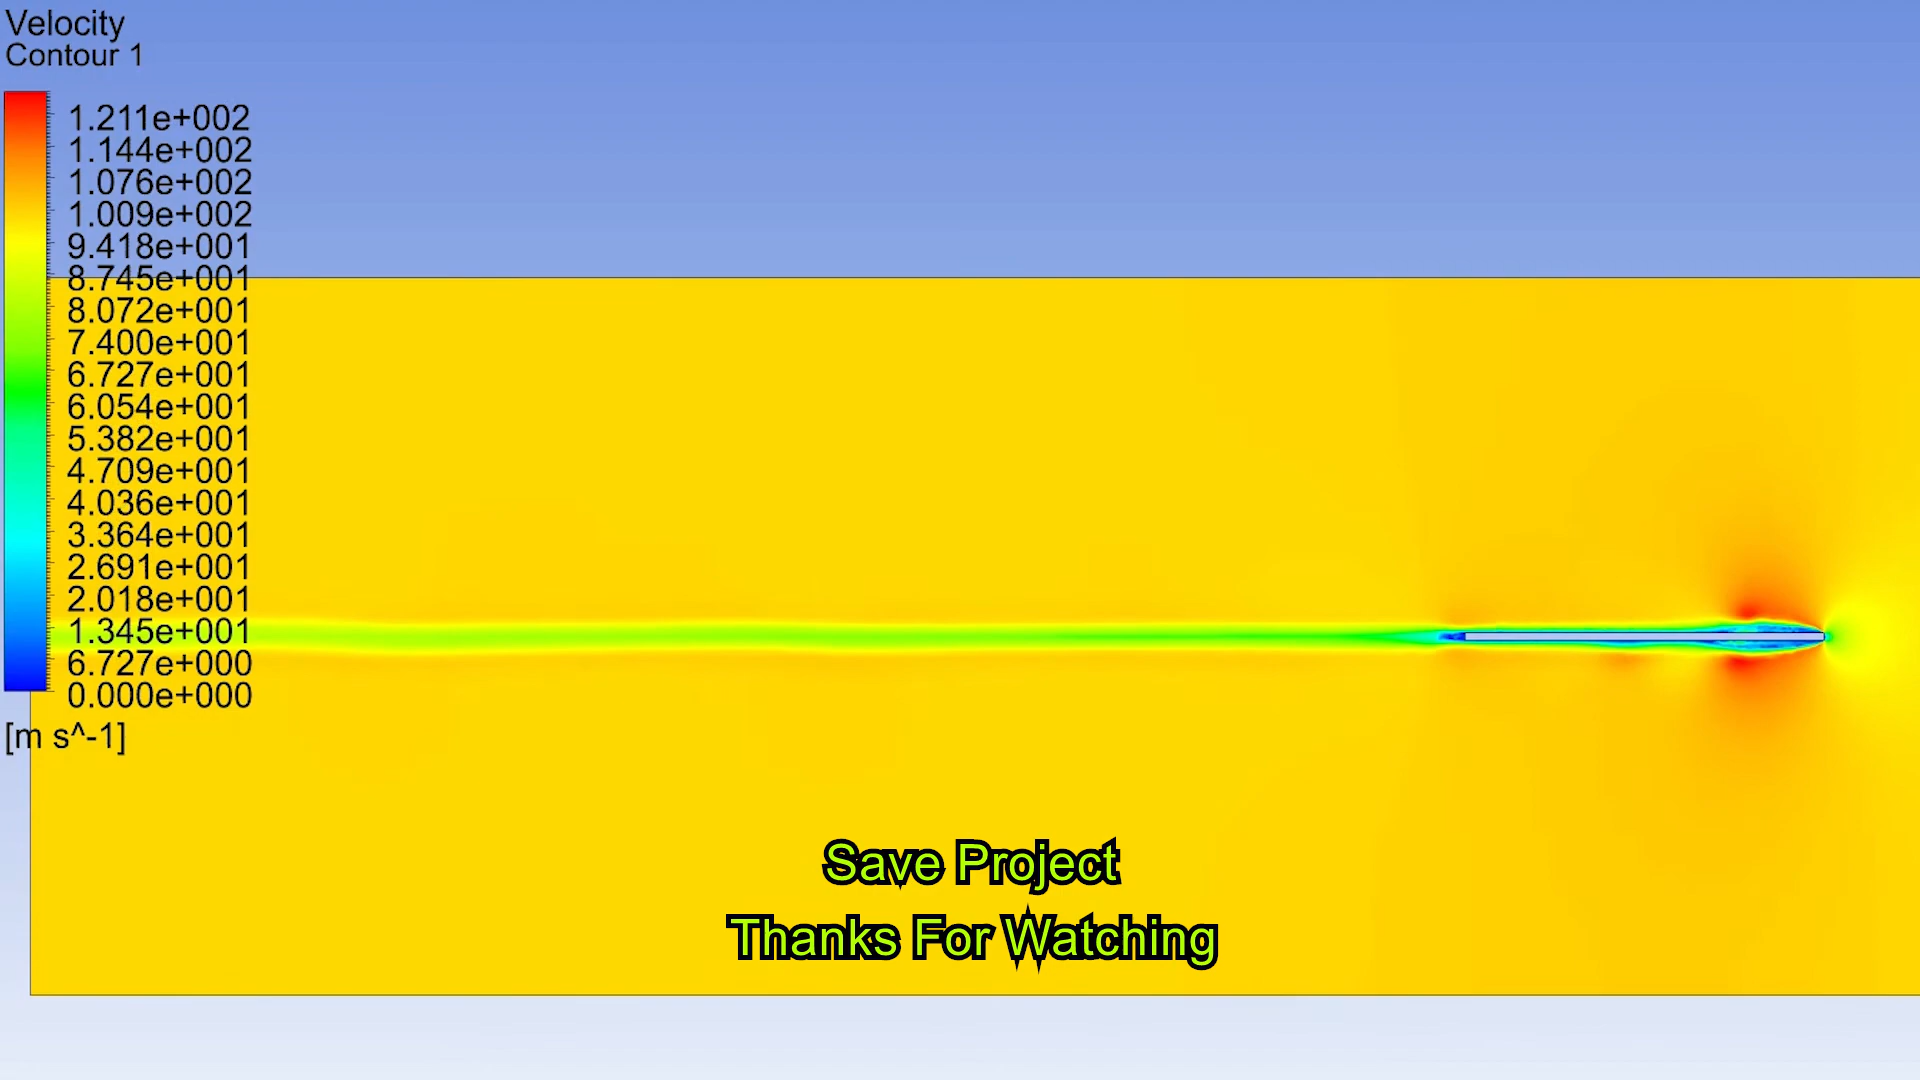 Velocity
Contour 1
1.211e+002
1.144e+002
1.076e+002
1.009e+002
9.418e+001
8.745e+001
8.072e+001
7.400e+001
6.727e+001
6.054e+001
5.382e+001
4.709e+001
4.036e+001
3.364e+001
2.691e+001
2.018e+001
1.345e+001
6.727e+000
0.000e+000
[m s^-1]
Save Project
Thanks For Watching